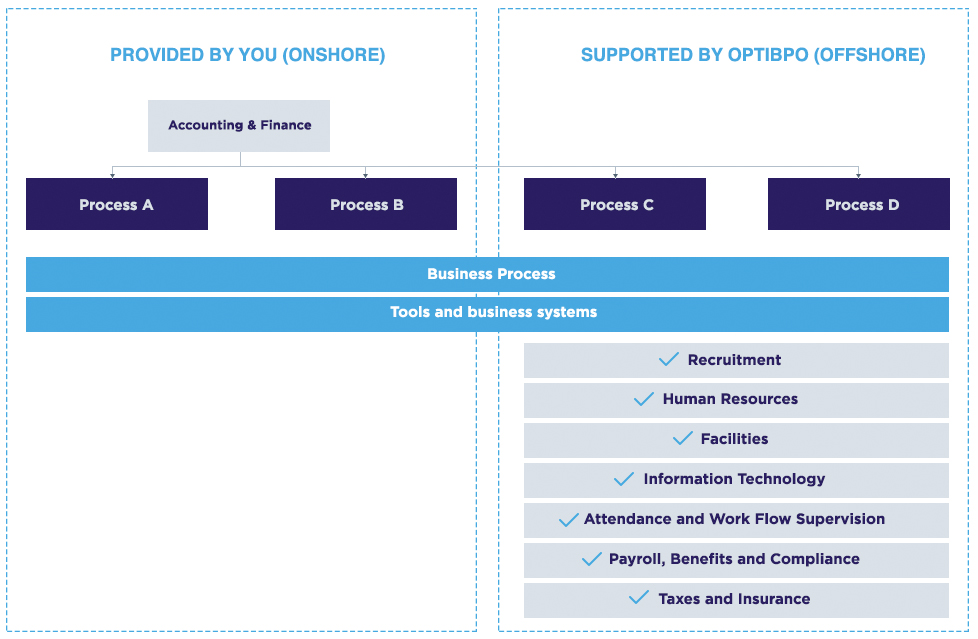 PROVIDED BY YOU (ONSHORE)
SUPPORTED BY OPTIBPO (OFFSHORE)
Accounting & Finance
Process A
Process B
Process C
Process D
Business Process
Tools and business systems
Recruitment
Human Resources
Facilities
Information Technology
Attendance and Work Flow Supervision
Payroll, Benefits and Compliance
Taxes and Insurance